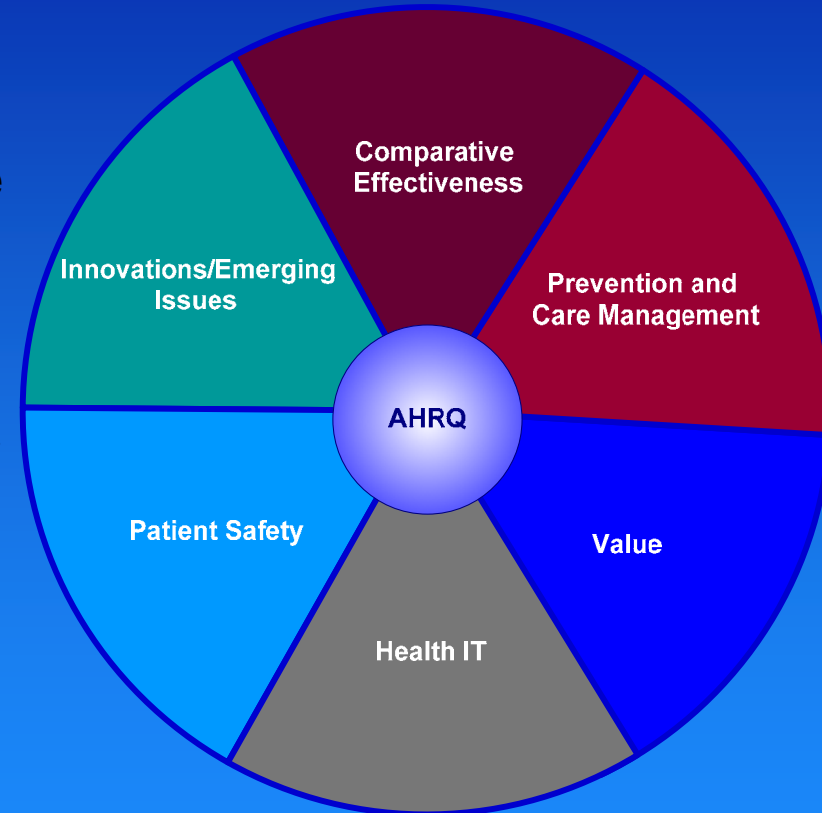 Comparative
Effectiveness
Prevention and
Care Management
Innovations/Emerging
Issues
AHRQ
Patient Safety
Value
Health IT